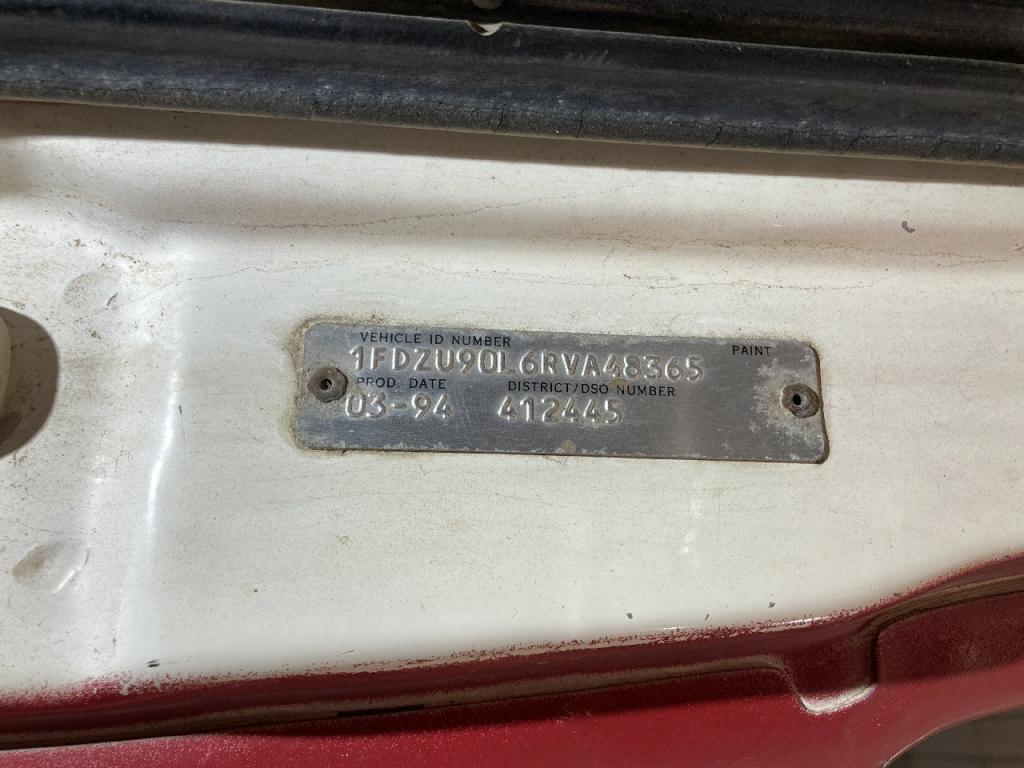 VEHICLE ID NUMBER PAINT
1FDZU90L6RVA48365
PROD. DATE DISTRICT/DSO NUMBER
03-94 412445